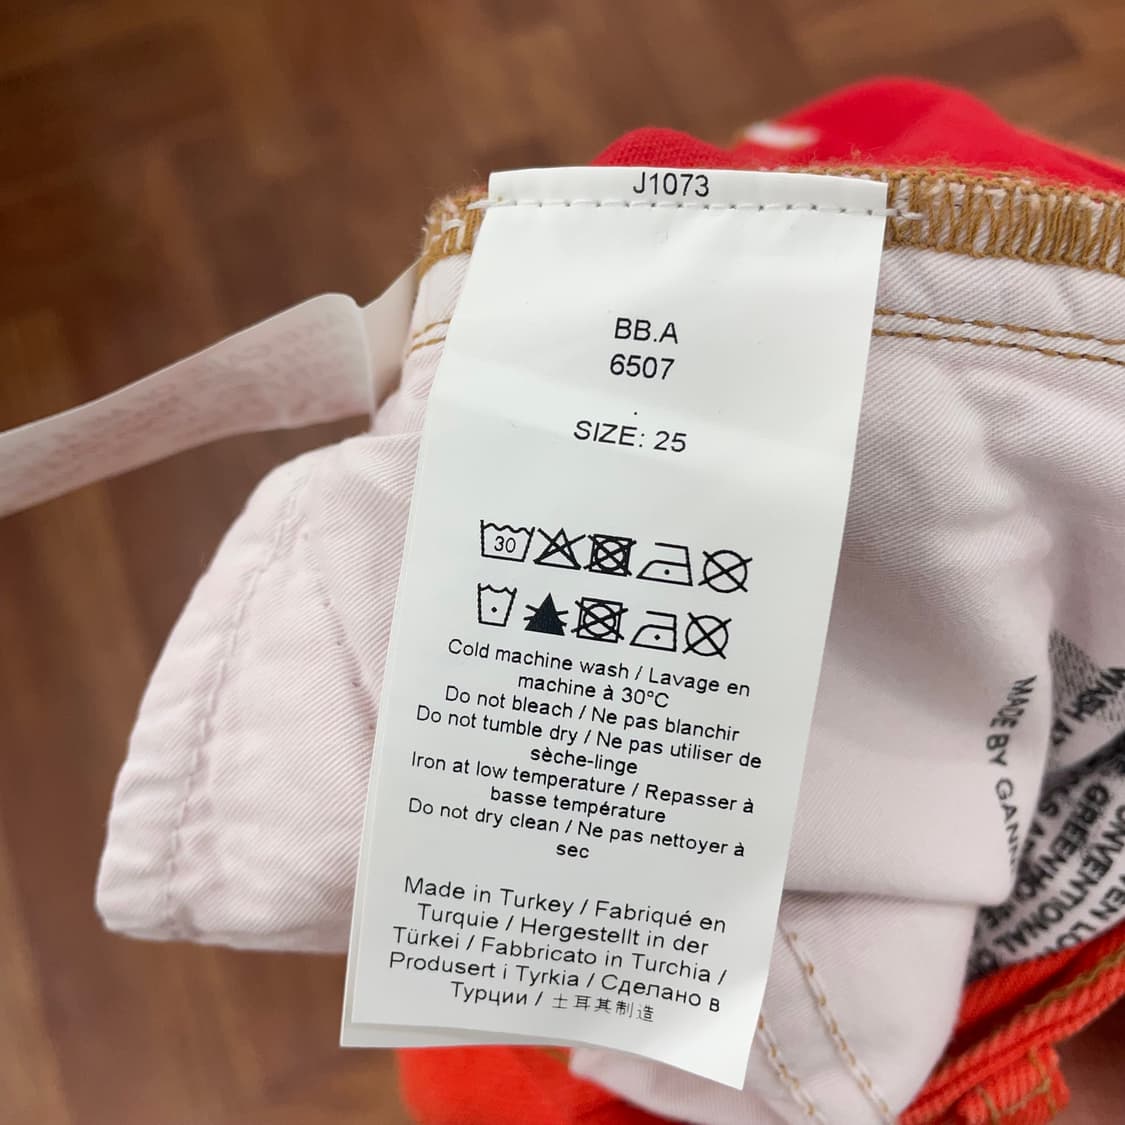 J1073
BB.A
6507
SIZE: 25
30
Cold machine wash / Lavage en
machine à 30°C
Do not bleach / Ne pas blanchir
Do not tumble dry / Ne pas utiliser de
sèche-linge
Iron at low temperature / Repasser à
basse température
Do not dry clean / Ne pas nettoyer à
sec
Made in Turkey / Fabriqué en
Turquie / Hergestellt in der
Türkei / Fabbricato in Turchia /
Produsert i Tyrkia / Сделано в
Турции / 土耳其制造
MADE BY GANN
WASH
GREENHO
CONVENTIONAL